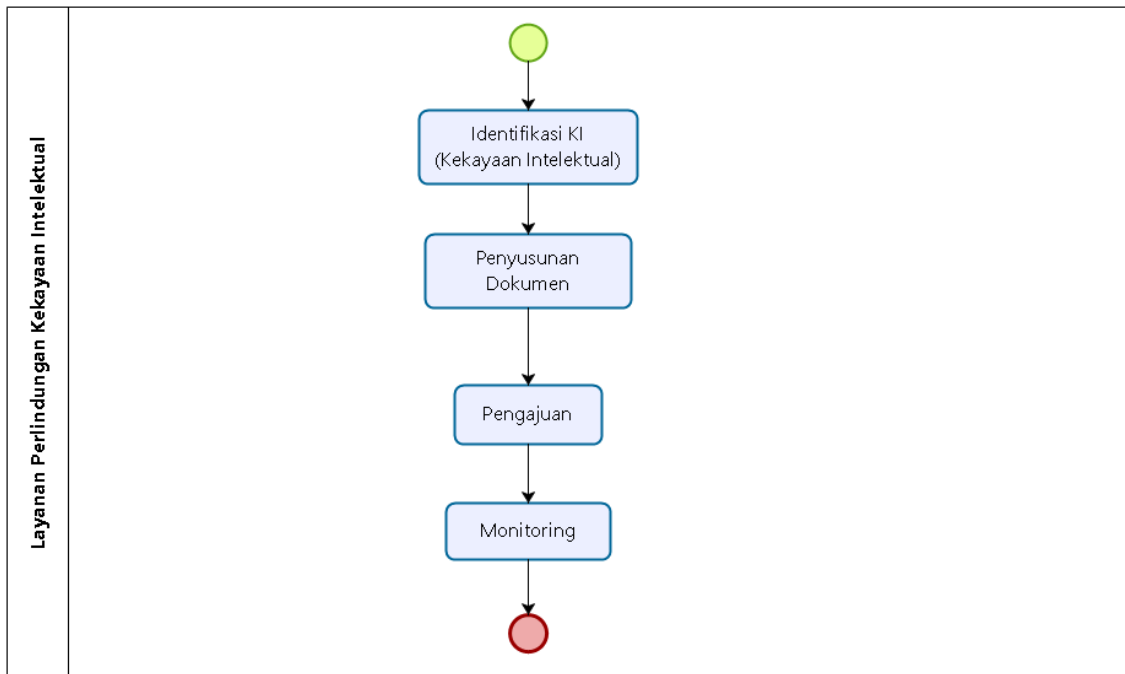 Layanan Perlindungan Kekayaan Intelektual
Identifikasi KI
(Kekayaan Intelektual)
Penyusunan
Dokumen
Pengajuan
Monitoring